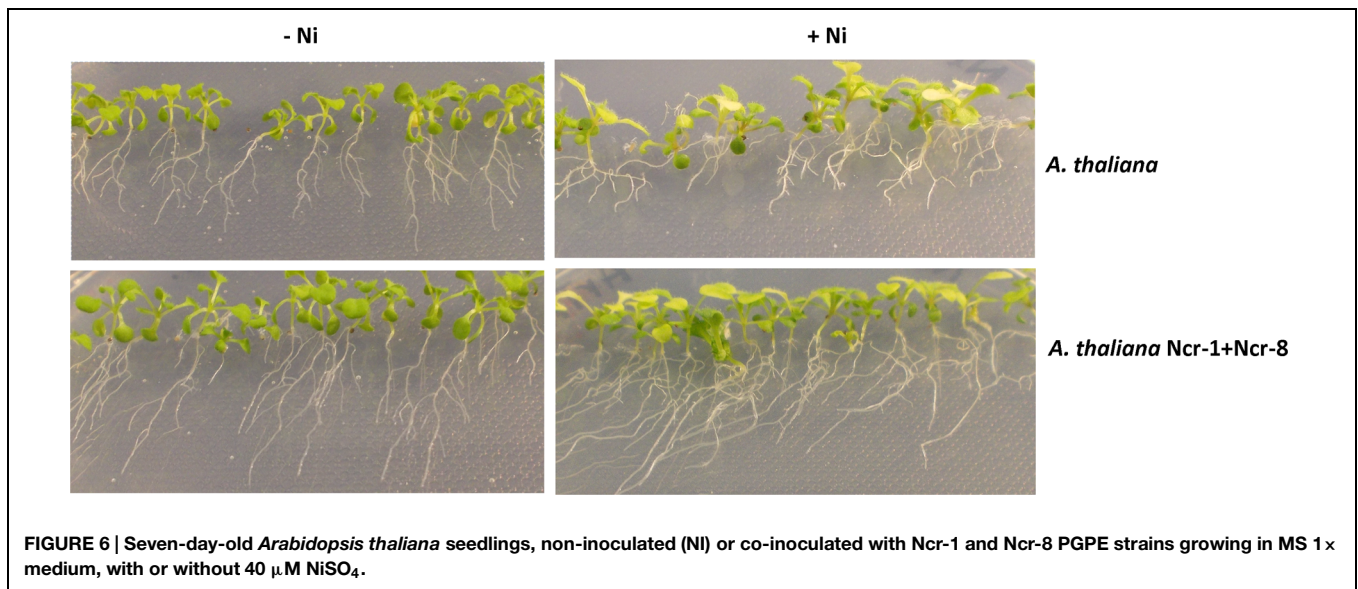 - Ni
+ Ni
A. thaliana
A. thaliana Ncr-1+Ncr-8
FIGURE 6 | Seven-day-old Arabidopsis thaliana seedlings, non-inoculated (NI) or co-inoculated with Ncr-1 and Ncr-8 PGPE strains growing in MS 1×
medium, with or without 40 μM NiSO₄.